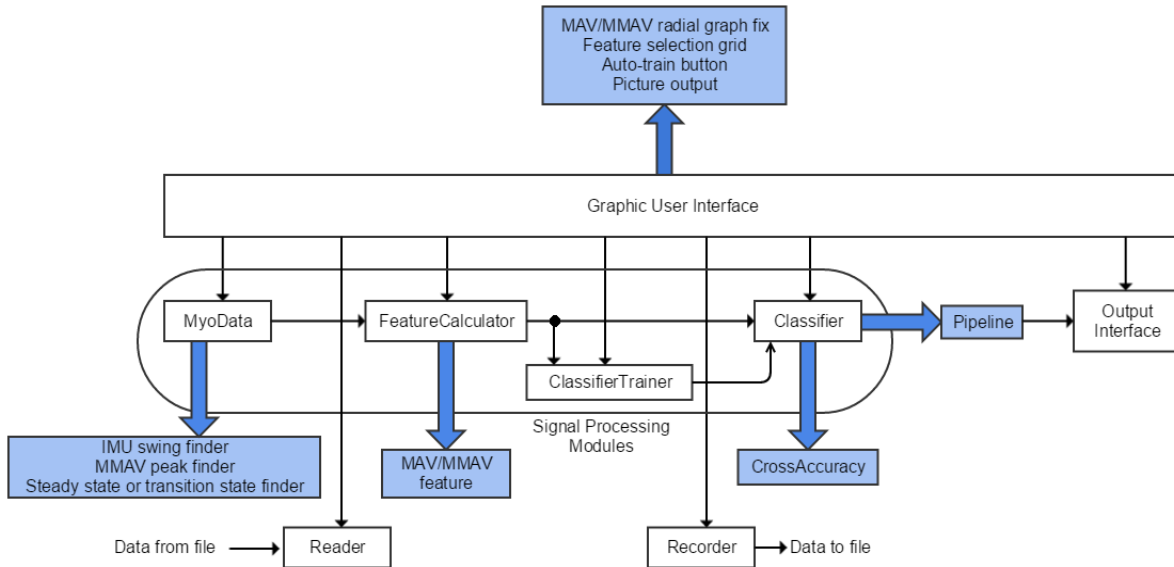 MAV/MMAV radial graph fix
Feature selection grid
Auto-train button
Picture output
Graphic User Interface
MyoData
FeatureCalculator
Classifier
Pipeline
Output
Interface
ClassifierTrainer
Signal Processing
Modules
IMU swing finder
MMAV peak finder
Steady state or transition state finder
MAV/MMAV
feature
CrossAccuracy
Data from file
Reader
Recorder
Data to file